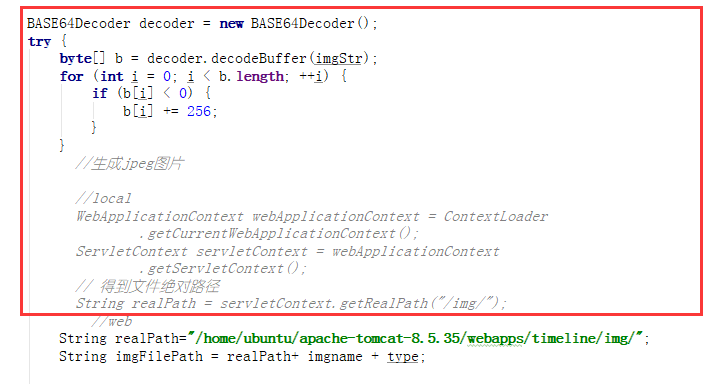 BASE64Decoder decoder = new BASE64Decoder();
try {
    byte[] b = decoder.decodeBuffer(imgStr);
    for (int i = 0; i < b.length; ++i) {
        if (b[i] < 0) {
            b[i] += 256;
        }
    }
    //生成jpeg图片
    //local
    WebApplicationContext webApplicationContext = ContextLoader
            .getCurrentWebApplicationContext();
    ServletContext servletContext = webApplicationContext
            .getServletContext();
    // 得到文件绝对路径
    String realPath = servletContext.getRealPath("/img/");
    //web
    String realPath="/home/ubuntu/apache-tomcat-8.5.35/webapps/timeline/img/";
    String imgFilePath = realPath+ imgname + type;